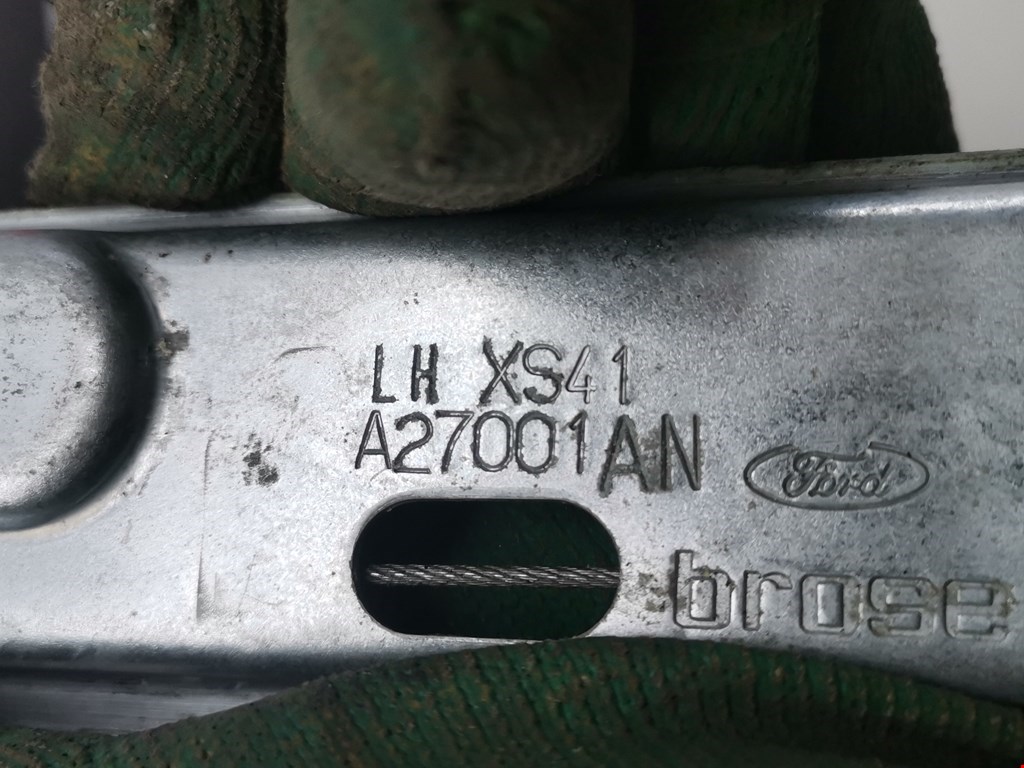 LH XS41
A27001AN
Ford
brose